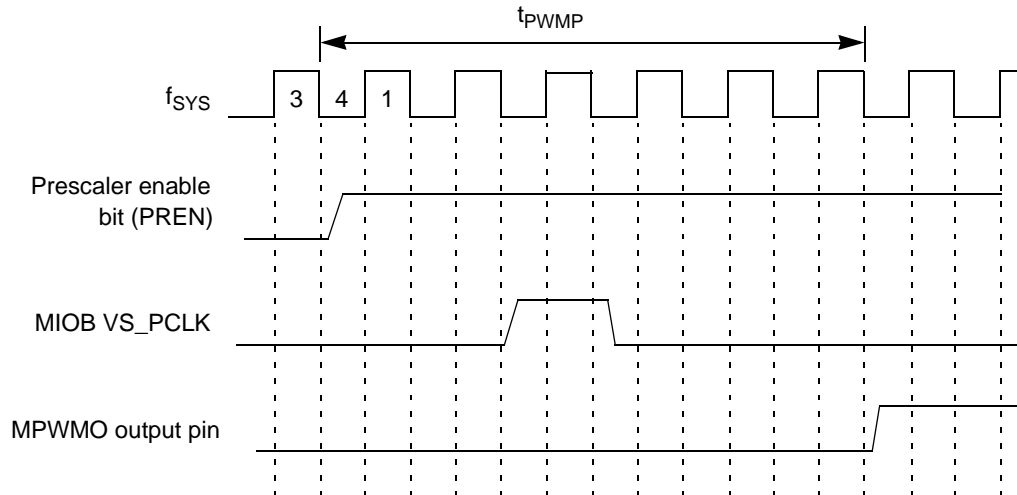 tPWMP
fSYS
3 4 1
Prescaler enable
bit (PREN)
MIOB VS_PCLK
MPWMO output pin